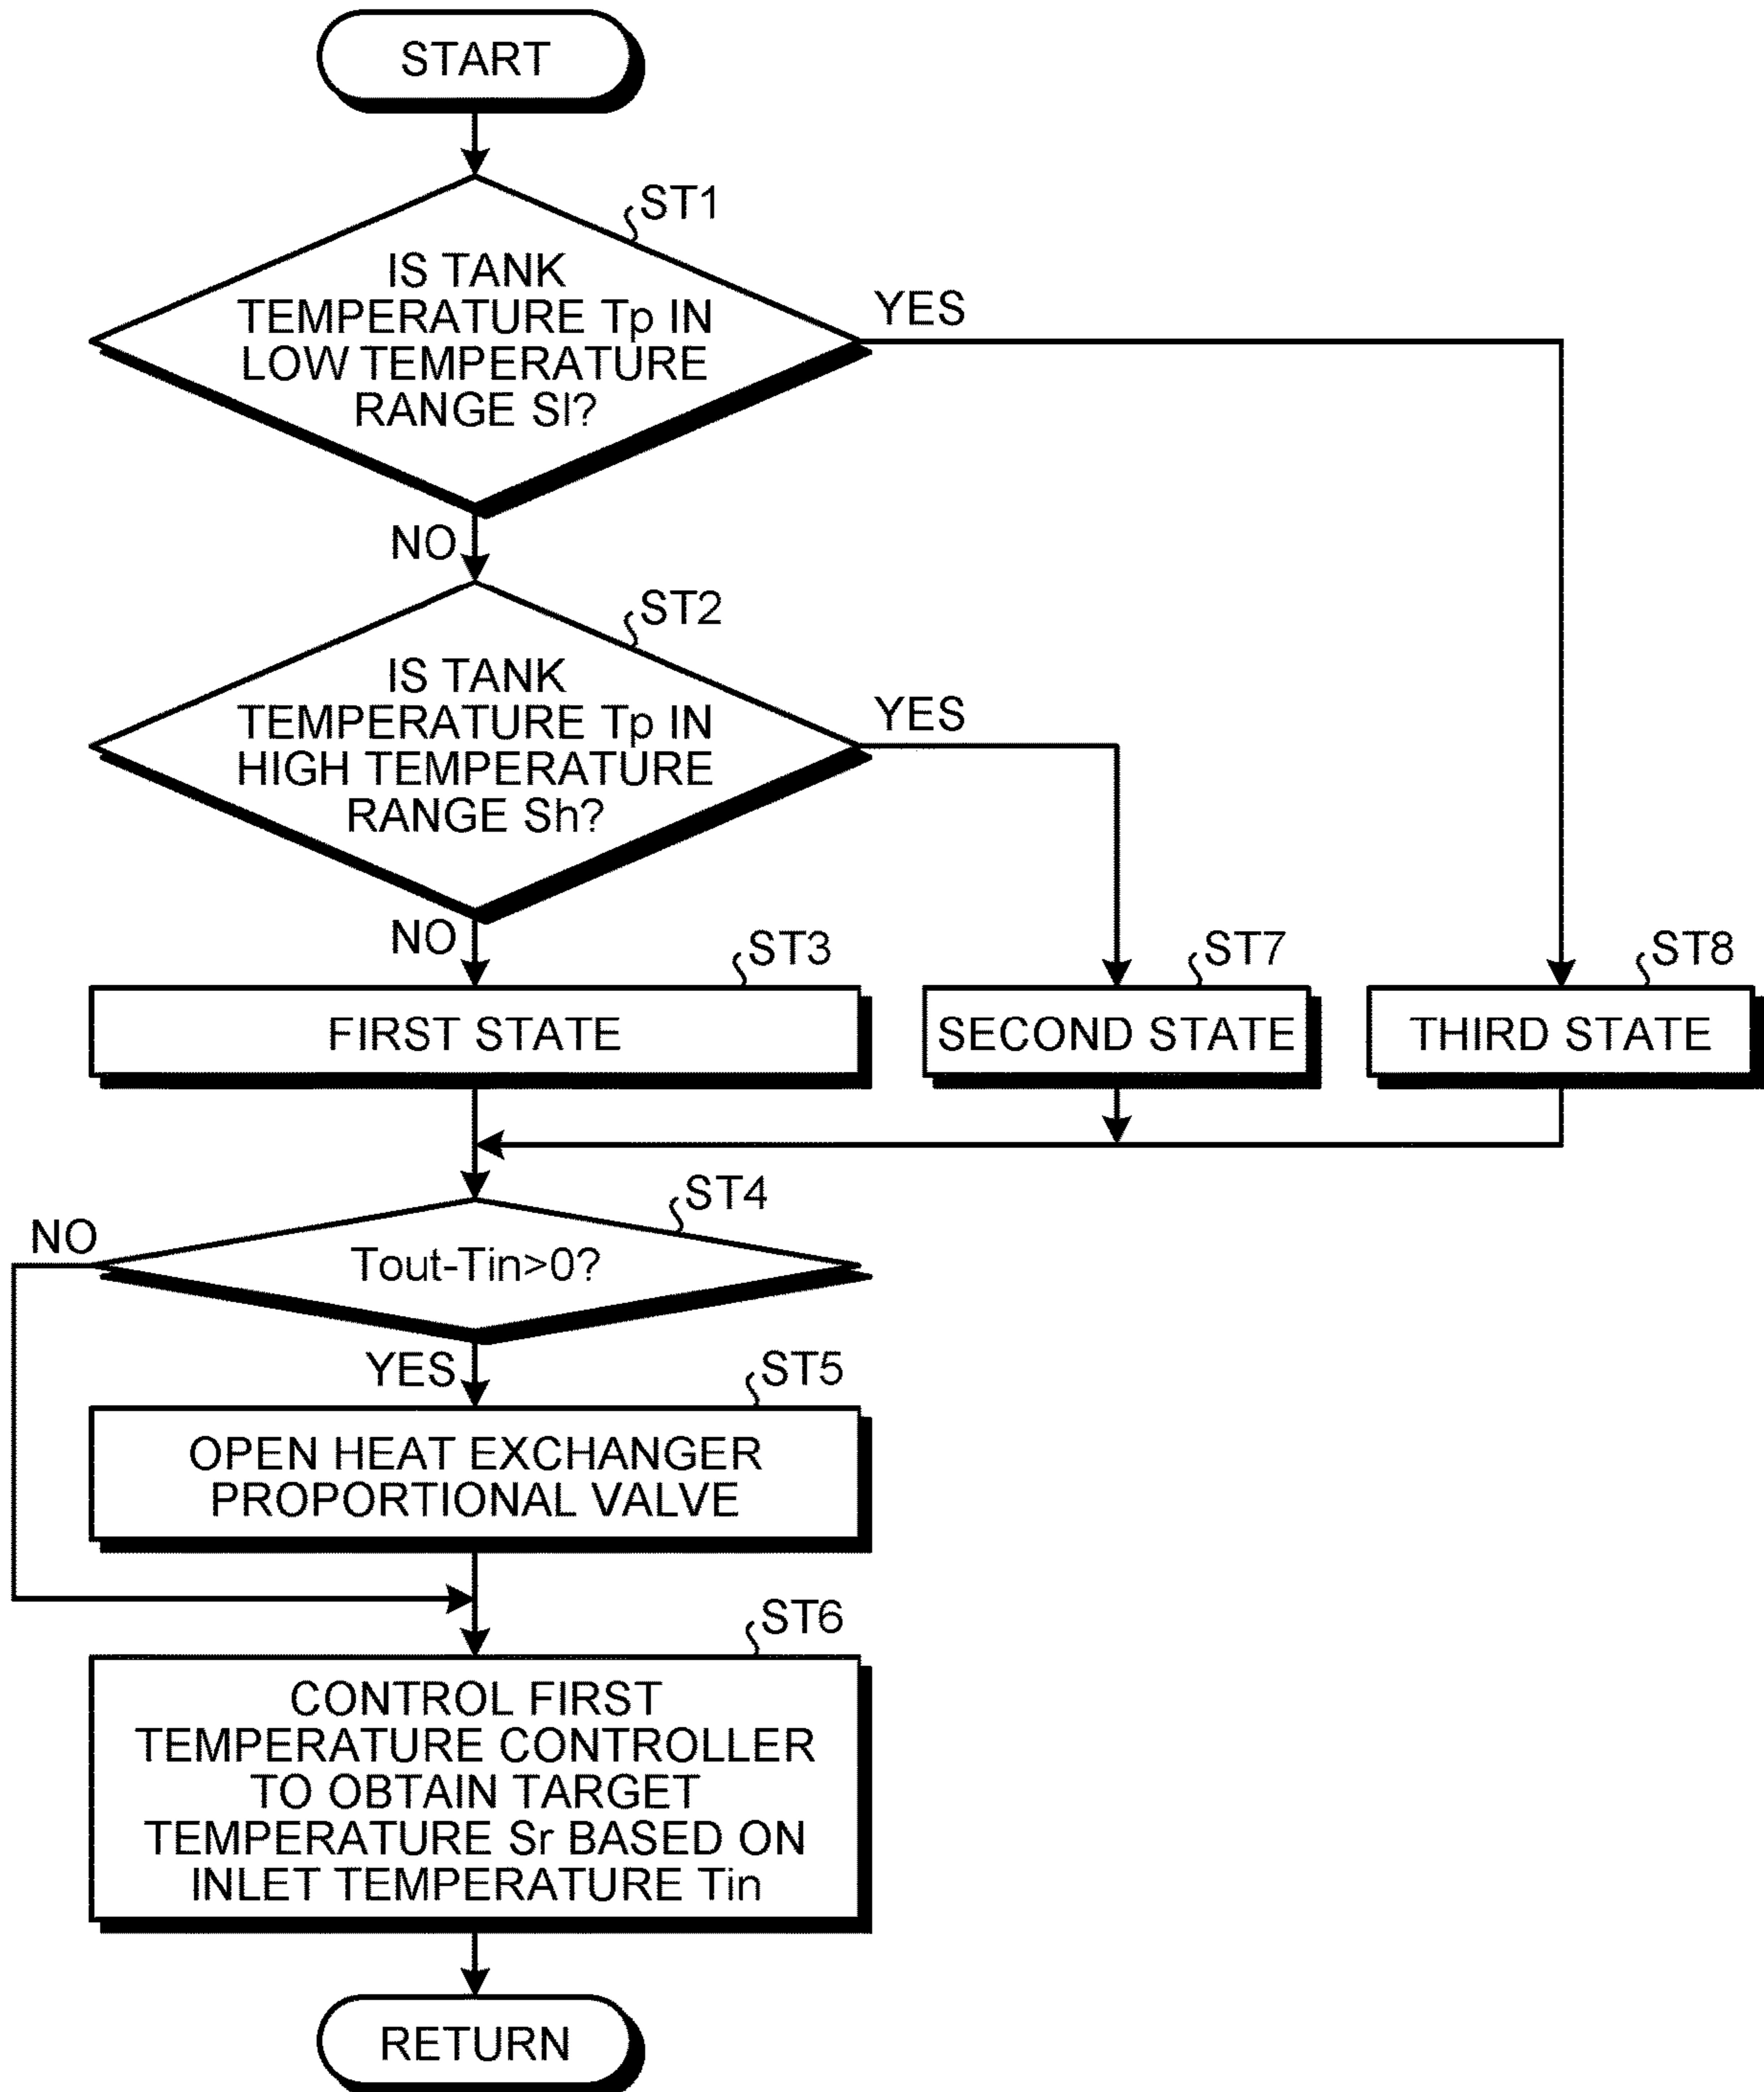 START
ST1
IS TANK
TEMPERATURE Tp IN
LOW TEMPERATURE
RANGE Sl?
YES
NO
ST2
IS TANK
TEMPERATURE Tp IN
HIGH TEMPERATURE
RANGE Sh?
YES
NO
ST3
FIRST STATE
ST7
SECOND STATE
ST8
THIRD STATE
ST4
NO
Tout-Tin>0?
YES
ST5
OPEN HEAT EXCHANGER
PROPORTIONAL VALVE
ST6
CONTROL FIRST
TEMPERATURE CONTROLLER
TO OBTAIN TARGET
TEMPERATURE Sr BASED ON
INLET TEMPERATURE Tin
RETURN